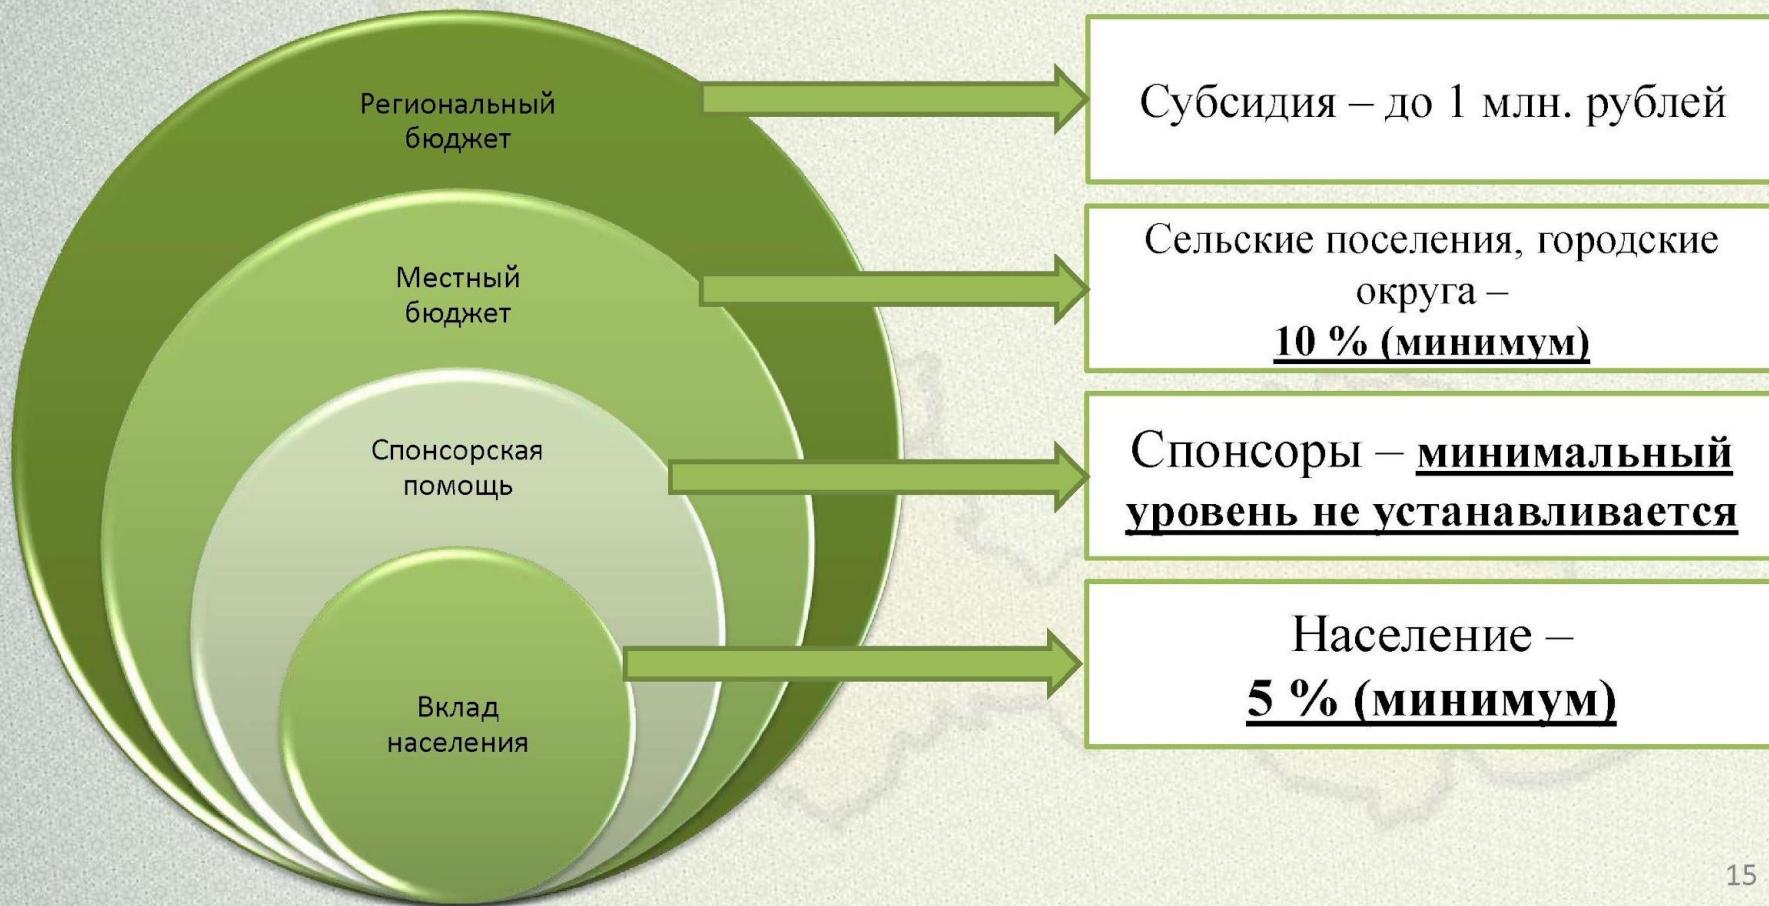 Региональный
бюджет
Субсидия – до 1 млн. рублей
Местный
бюджет
Сельские поселения, городские
округа –
10 % (минимум)
Спонсорская
помощь
Спонсоры – минимальный
уровень не устанавливается
Вклад
населения
Население –
5 % (минимум)
15